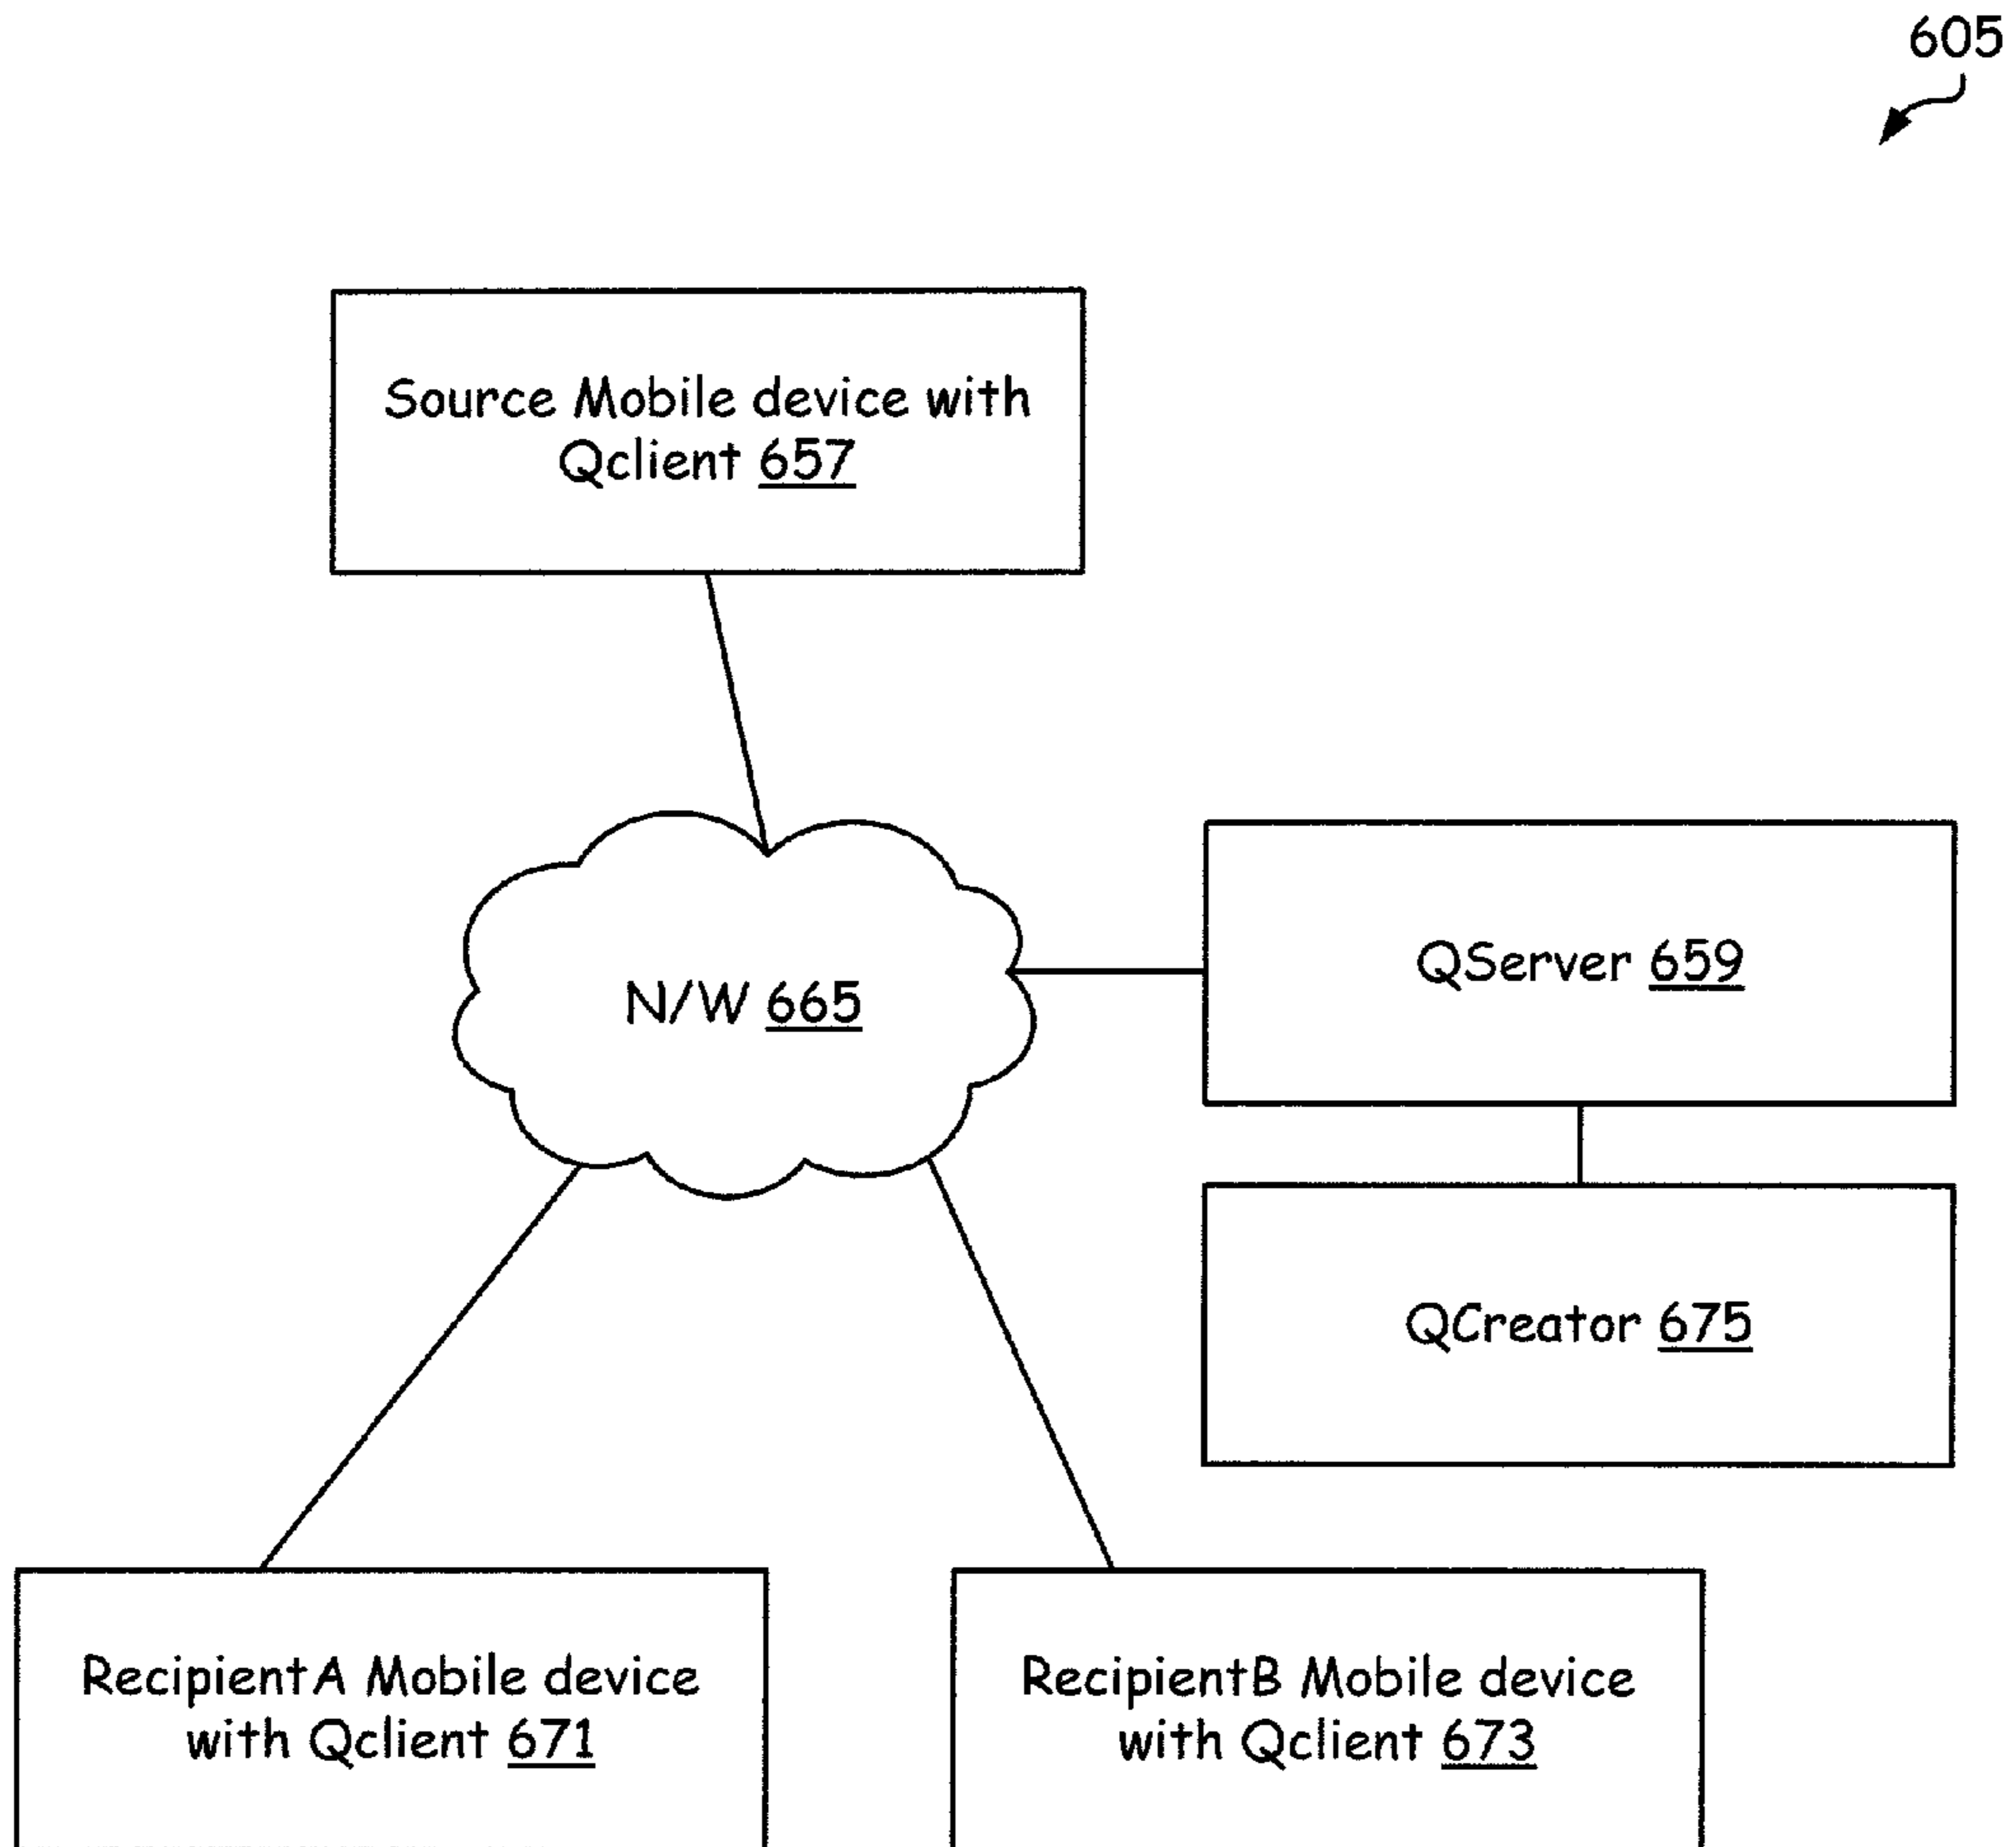 605
Source Mobile device with
Qclient 657
N/W 665
QServer 659
QCreator 675
RecipientA Mobile device
with Qclient 671
RecipientB Mobile device
with Qclient 673